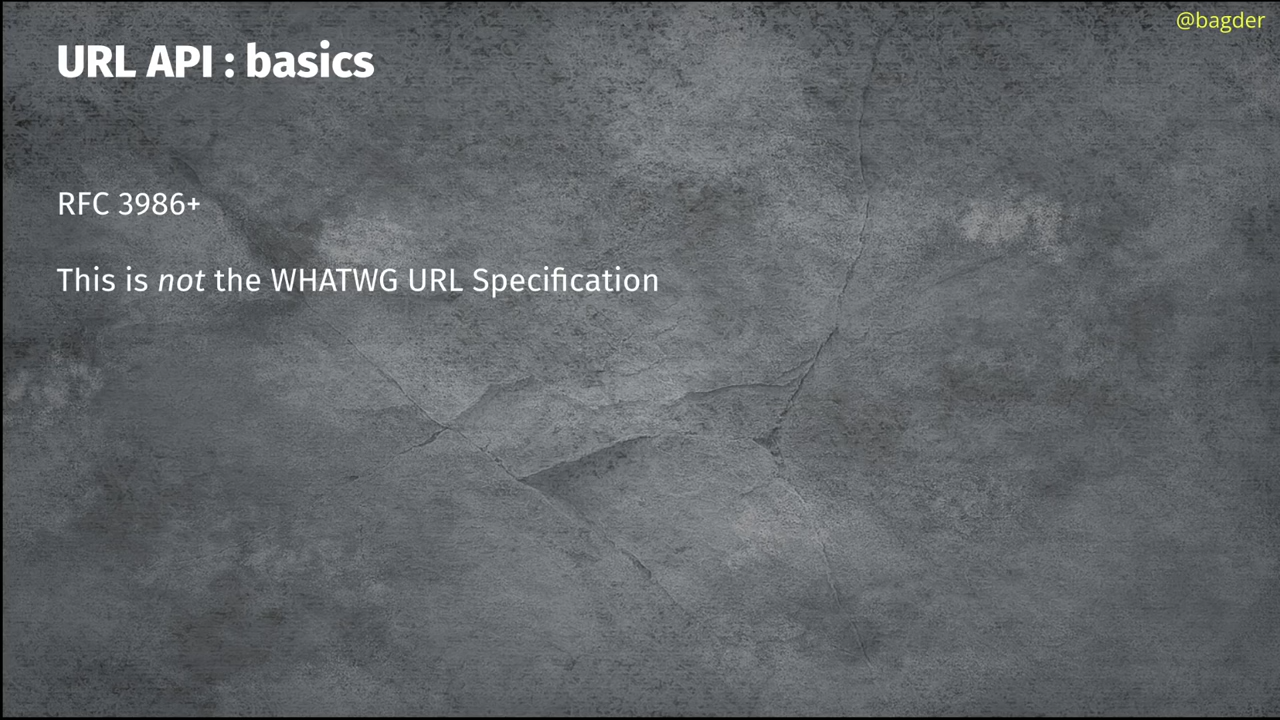 @bagder
URL API : basics
RFC 3986+
This is not the WHATWG URL Specification